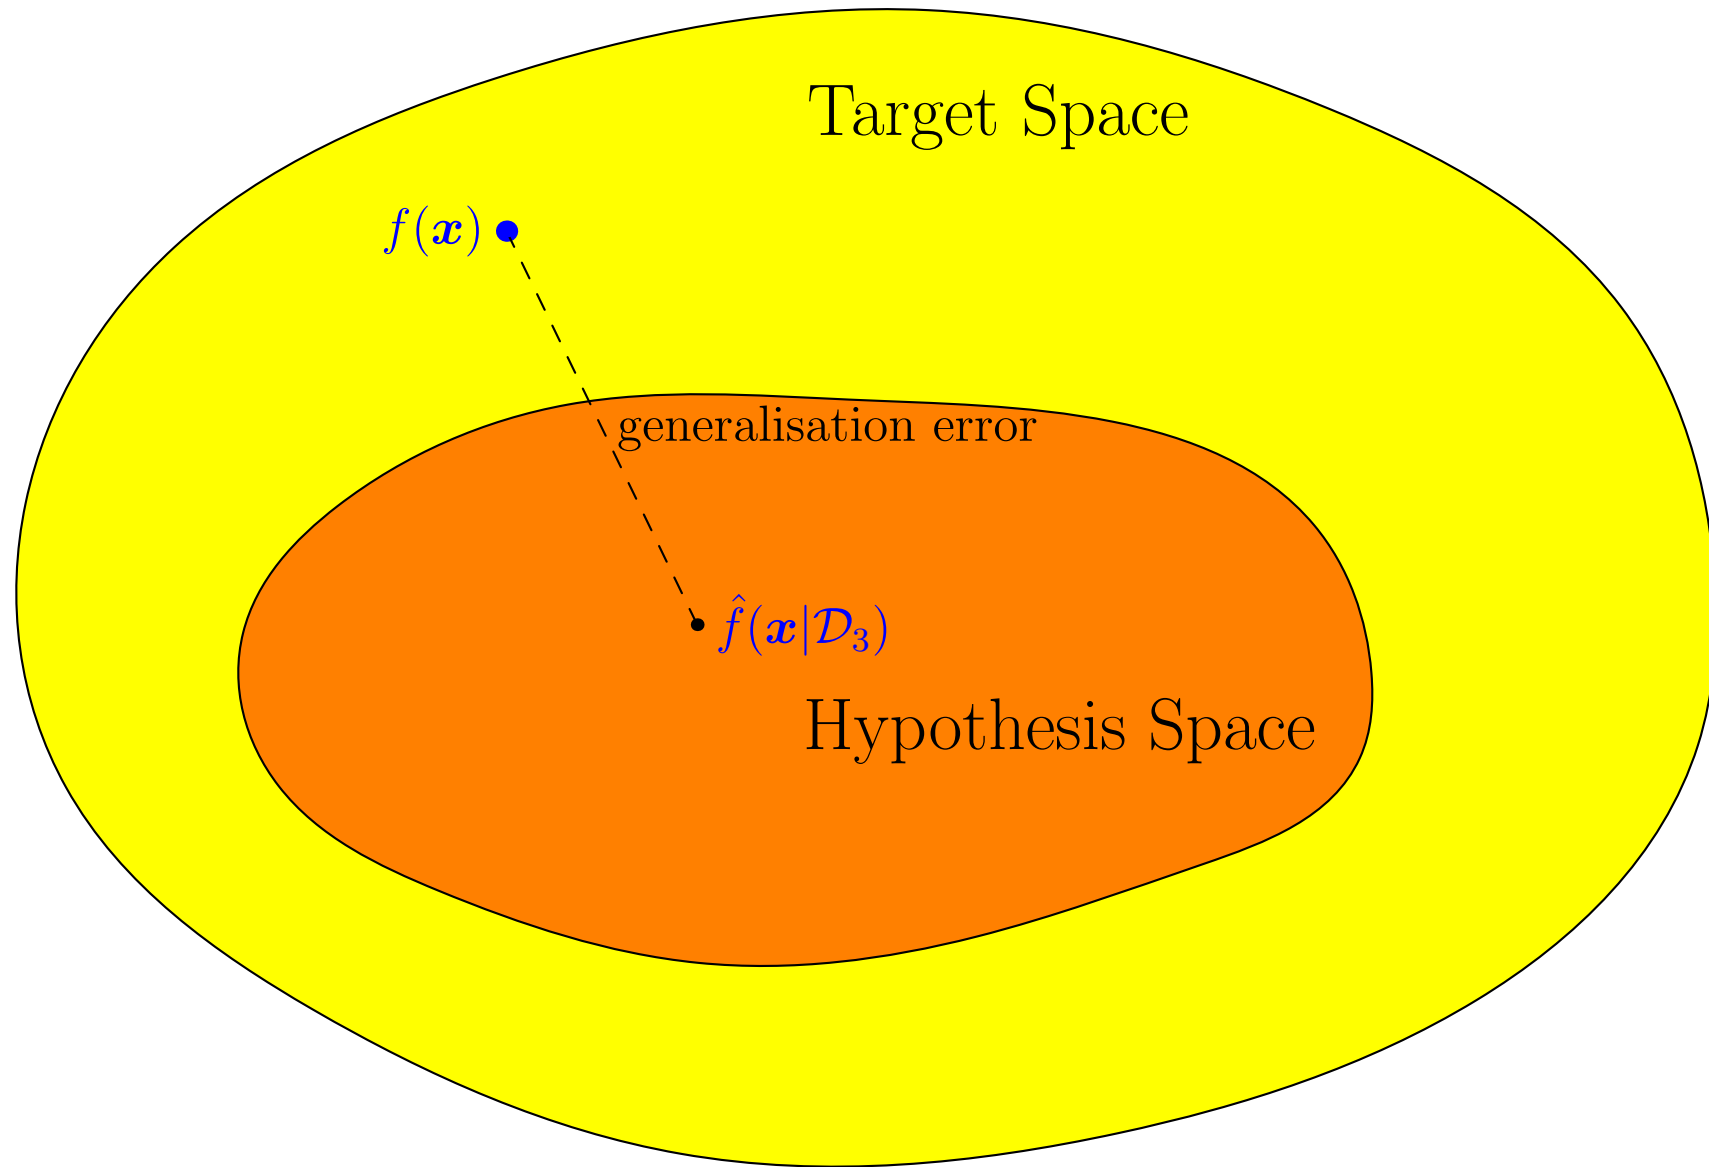 Target Space
f(x)
generalisation error
f̂(x|𝒟₃)
Hypothesis Space